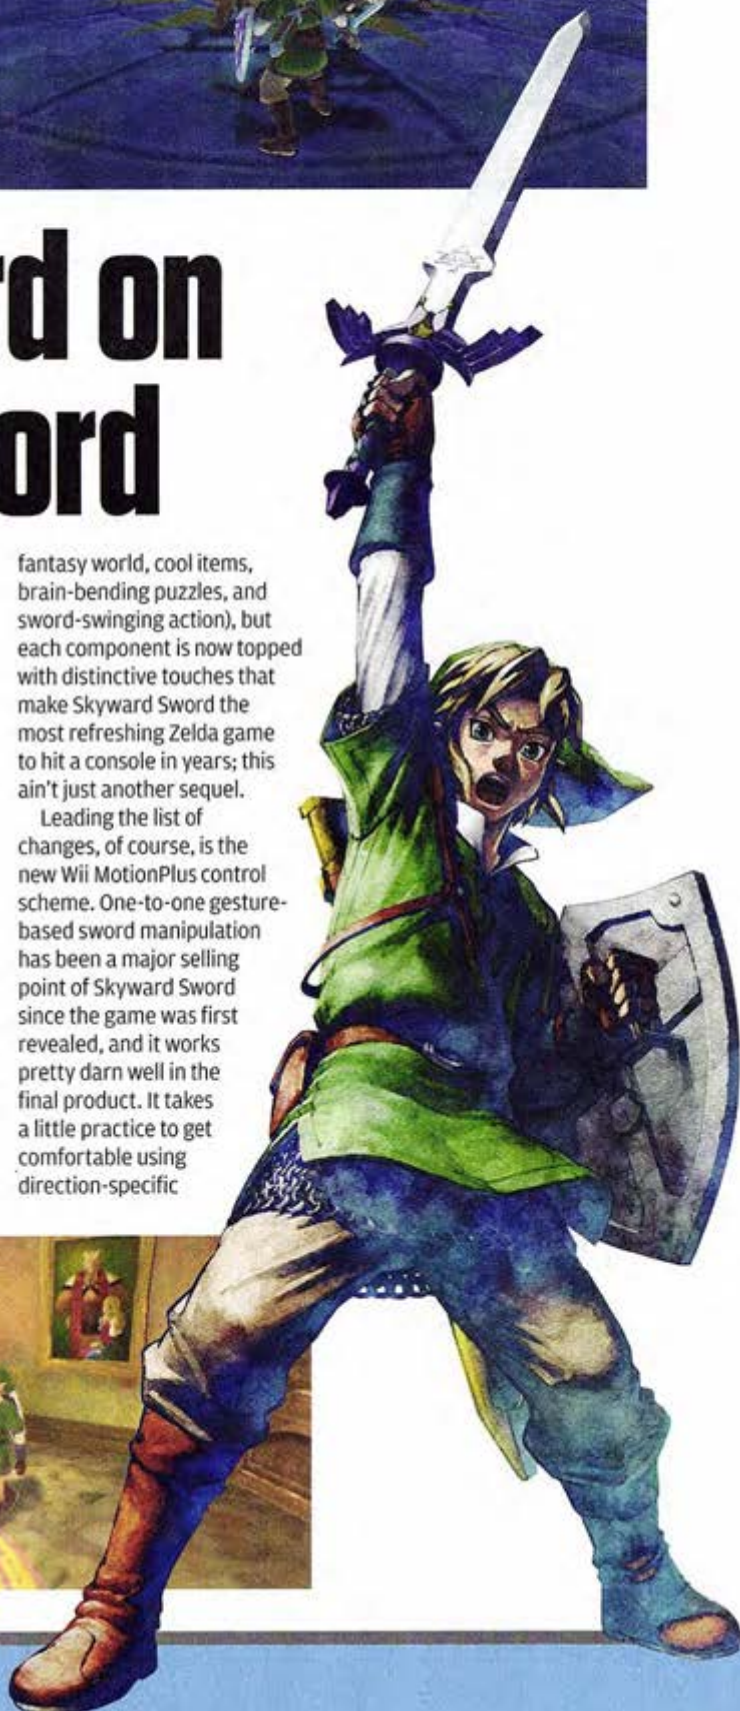 rd on
ord
fantasy world, cool items,
brain-bending puzzles, and
sword-swinging action), but
each component is now topped
with distinctive touches that
make Skyward Sword the
most refreshing Zelda game
to hit a console in years; this
ain't just another sequel.
Leading the list of
changes, of course, is the
new Wii MotionPlus control
scheme. One-to-one gesture-
based sword manipulation
has been a major selling
point of Skyward Sword
since the game was first
revealed, and it works
pretty darn well in the
final product. It takes
a little practice to get
comfortable using
direction-specific